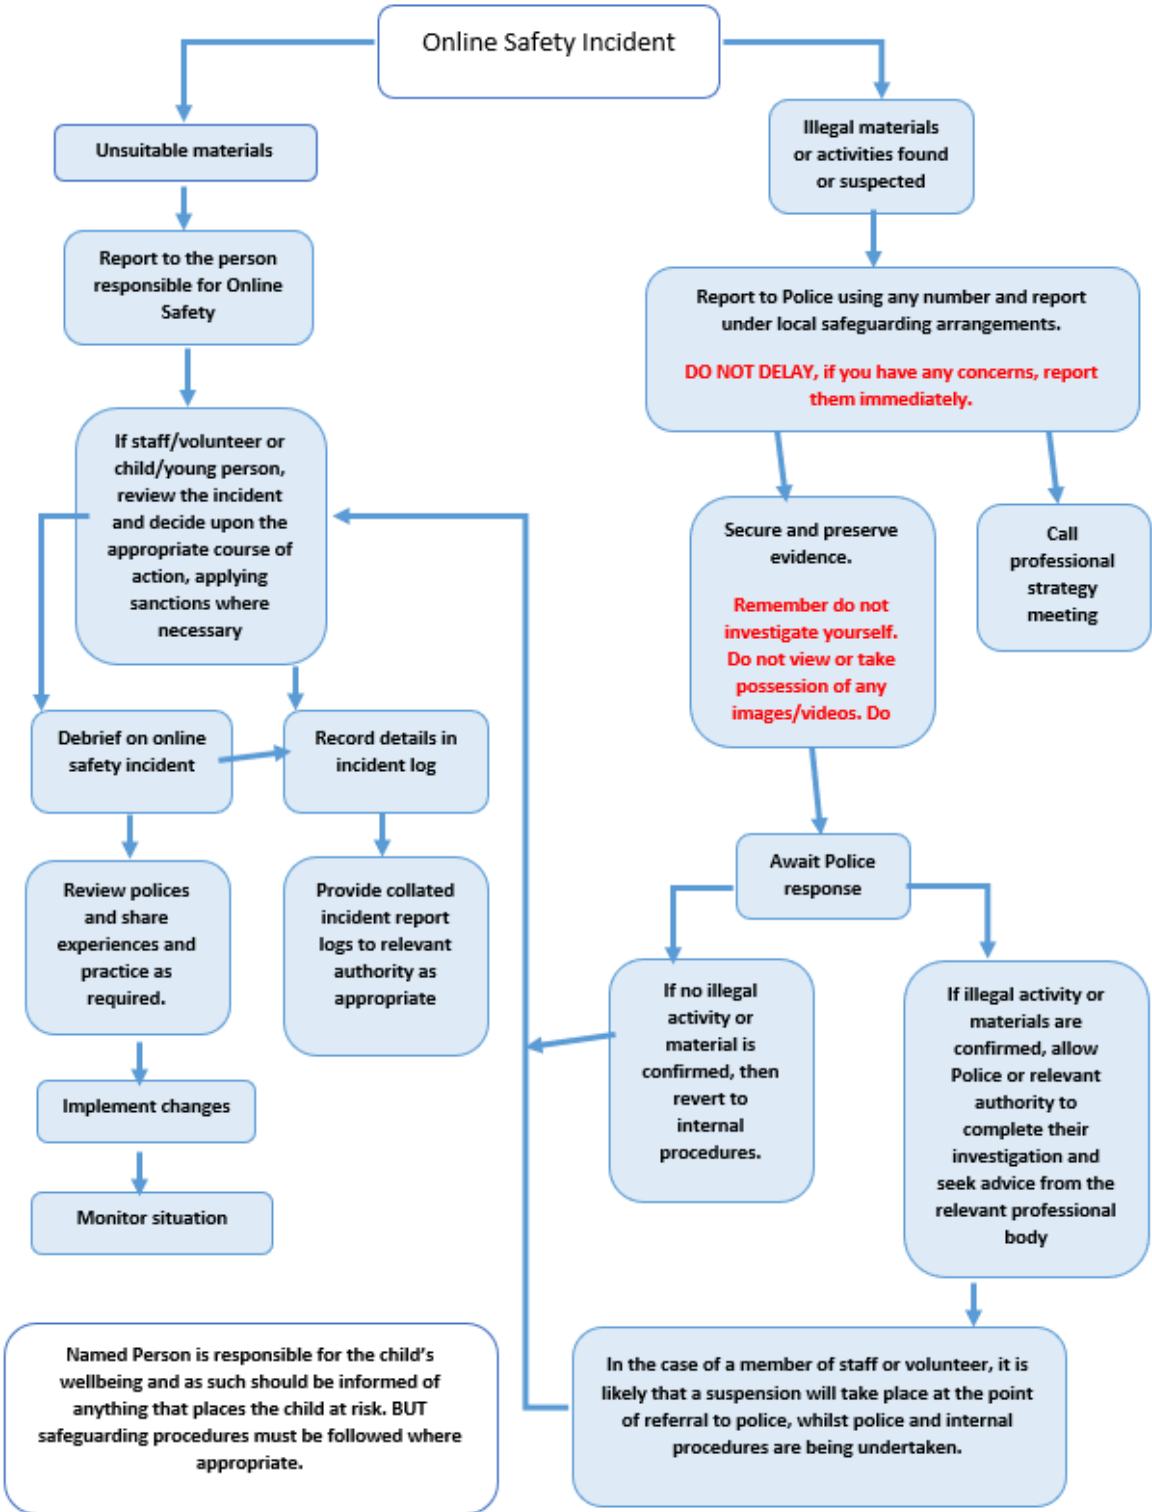 Online Safety Incident
Unsuitable materials
Illegal materials
or activities found
or suspected
Report to the person
responsible for Online
Safety
Report to Police using any number and report
under local safeguarding arrangements.
DO NOT DELAY, if you have any concerns, report
them immediately.
If staff/volunteer or
child/young person,
review the incident
and decide upon the
appropriate course of
action, applying
sanctions where
necessary
Secure and preserve
evidence.
Remember do not
investigate yourself.
Do not view or take
possession of any
images/videos. Do
Call
professional
strategy
meeting
Debrief on online
safety incident
Record details in
incident log
Await Police
response
Review polices
and share
experiences and
practice as
required.
Provide collated
incident report
logs to relevant
authority as
appropriate
If no illegal
activity or
material is
confirmed, then
revert to
internal
procedures.
If illegal activity or
materials are
confirmed, allow
Police or relevant
authority to
complete their
investigation and
seek advice from the
relevant professional
body
Implement changes
Monitor situation
Named Person is responsible for the child’s
wellbeing and as such should be informed of
anything that places the child at risk. BUT
safeguarding procedures must be followed where
appropriate.
In the case of a member of staff or volunteer, it is
likely that a suspension will take place at the point
of referral to police, whilst police and internal
procedures are being undertaken.